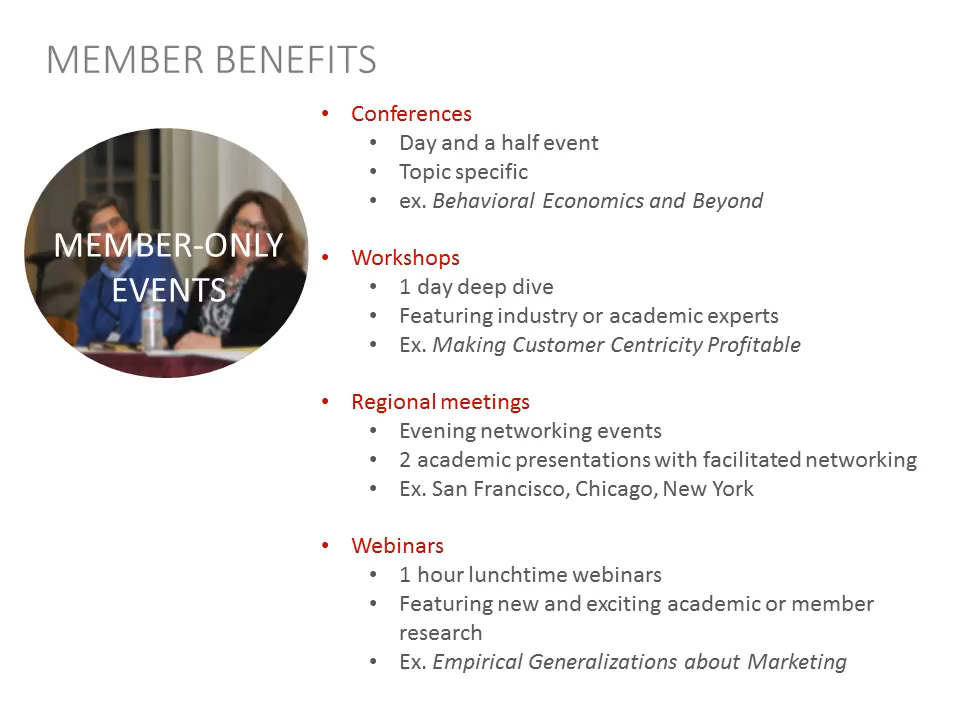 MEMBER BENEFITS
MEMBER-ONLY
EVENTS
• Conferences
• Day and a half event
• Topic specific
• ex. Behavioral Economics and Beyond
• Workshops
• 1 day deep dive
• Featuring industry or academic experts
• Ex. Making Customer Centricity Profitable
• Regional meetings
• Evening networking events
• 2 academic presentations with facilitated networking
• Ex. San Francisco, Chicago, New York
• Webinars
• 1 hour lunchtime webinars
• Featuring new and exciting academic or member
research
• Ex. Empirical Generalizations about Marketing